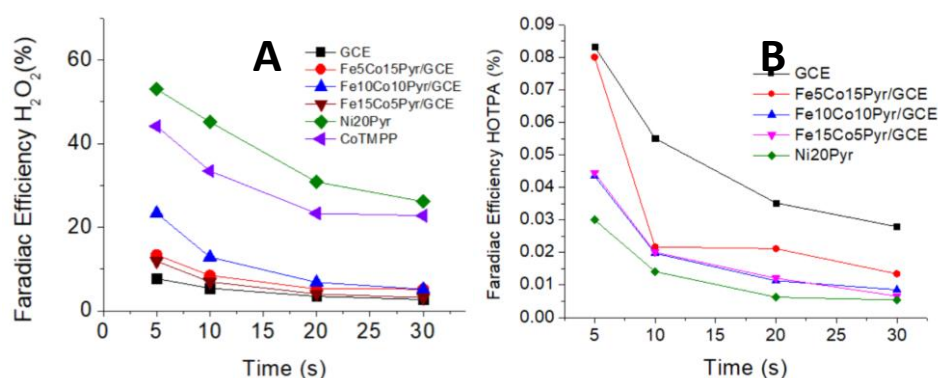 A
Faradiac Efficiency H2O2(%)
60
40
20
0
0
5
10
15
20
25
30
Time (s)
GCE
Fe5Co15Pyr/GCE
Fe10Co10Pyr/GCE
Fe15Co5Pyr/GCE
Ni20Pyr
CoTMPP
B
Faradiac Efficiency HOTPA (%)
0.09
0.08
0.07
0.06
0.05
0.04
0.03
0.02
0.01
0.00
5
10
15
20
25
30
Time (s)
GCE
Fe5Co15Pyr/GCE
Fe10Co10Pyr/GCE
Fe15Co5Pyr/GCE
Ni20Pyr